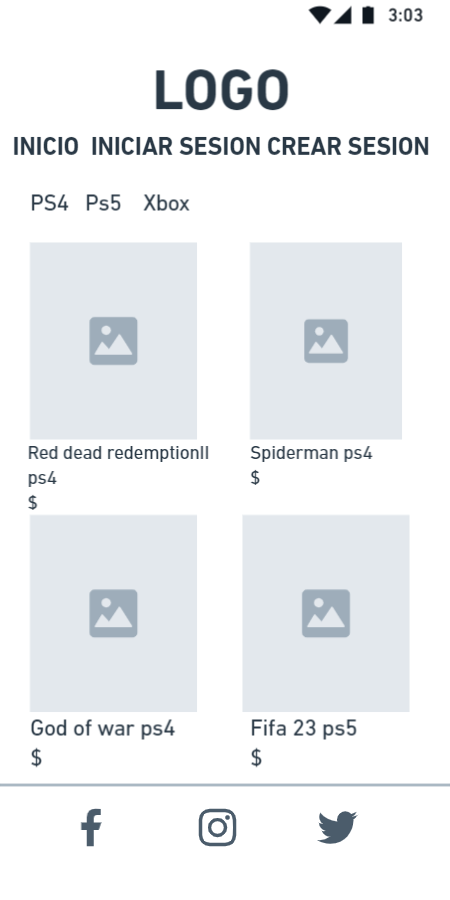 3:03
LOGO
INICIO INICIAR SESION CREAR SESION
PS4 Ps5 Xbox
Red dead redemptionII
ps4
$
Spiderman ps4
$
God of war ps4
$
Fifa 23 ps5
$